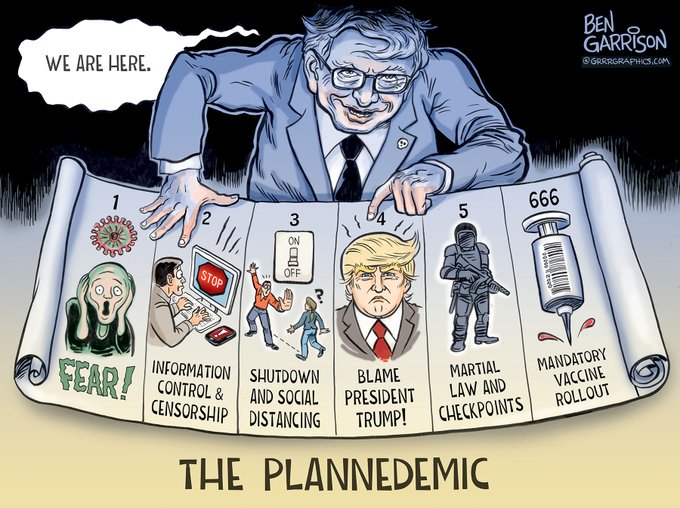 WE ARE HERE.
BEN
GARRISON
©GRRRGRAPHICS.COM
1
FEAR!
2
STOP
INFORMATION
CONTROL &
CENSORSHIP
3
ON
OFF
?
SHUTDOWN
AND SOCIAL
DISTANCING
4
BLAME
PRESIDENT
TRUMP!
5
MARTIAL
LAW AND
CHECKPOINTS
666
MANDATORY
VACCINE
ROLLOUT
THE PLANNEDEMIC